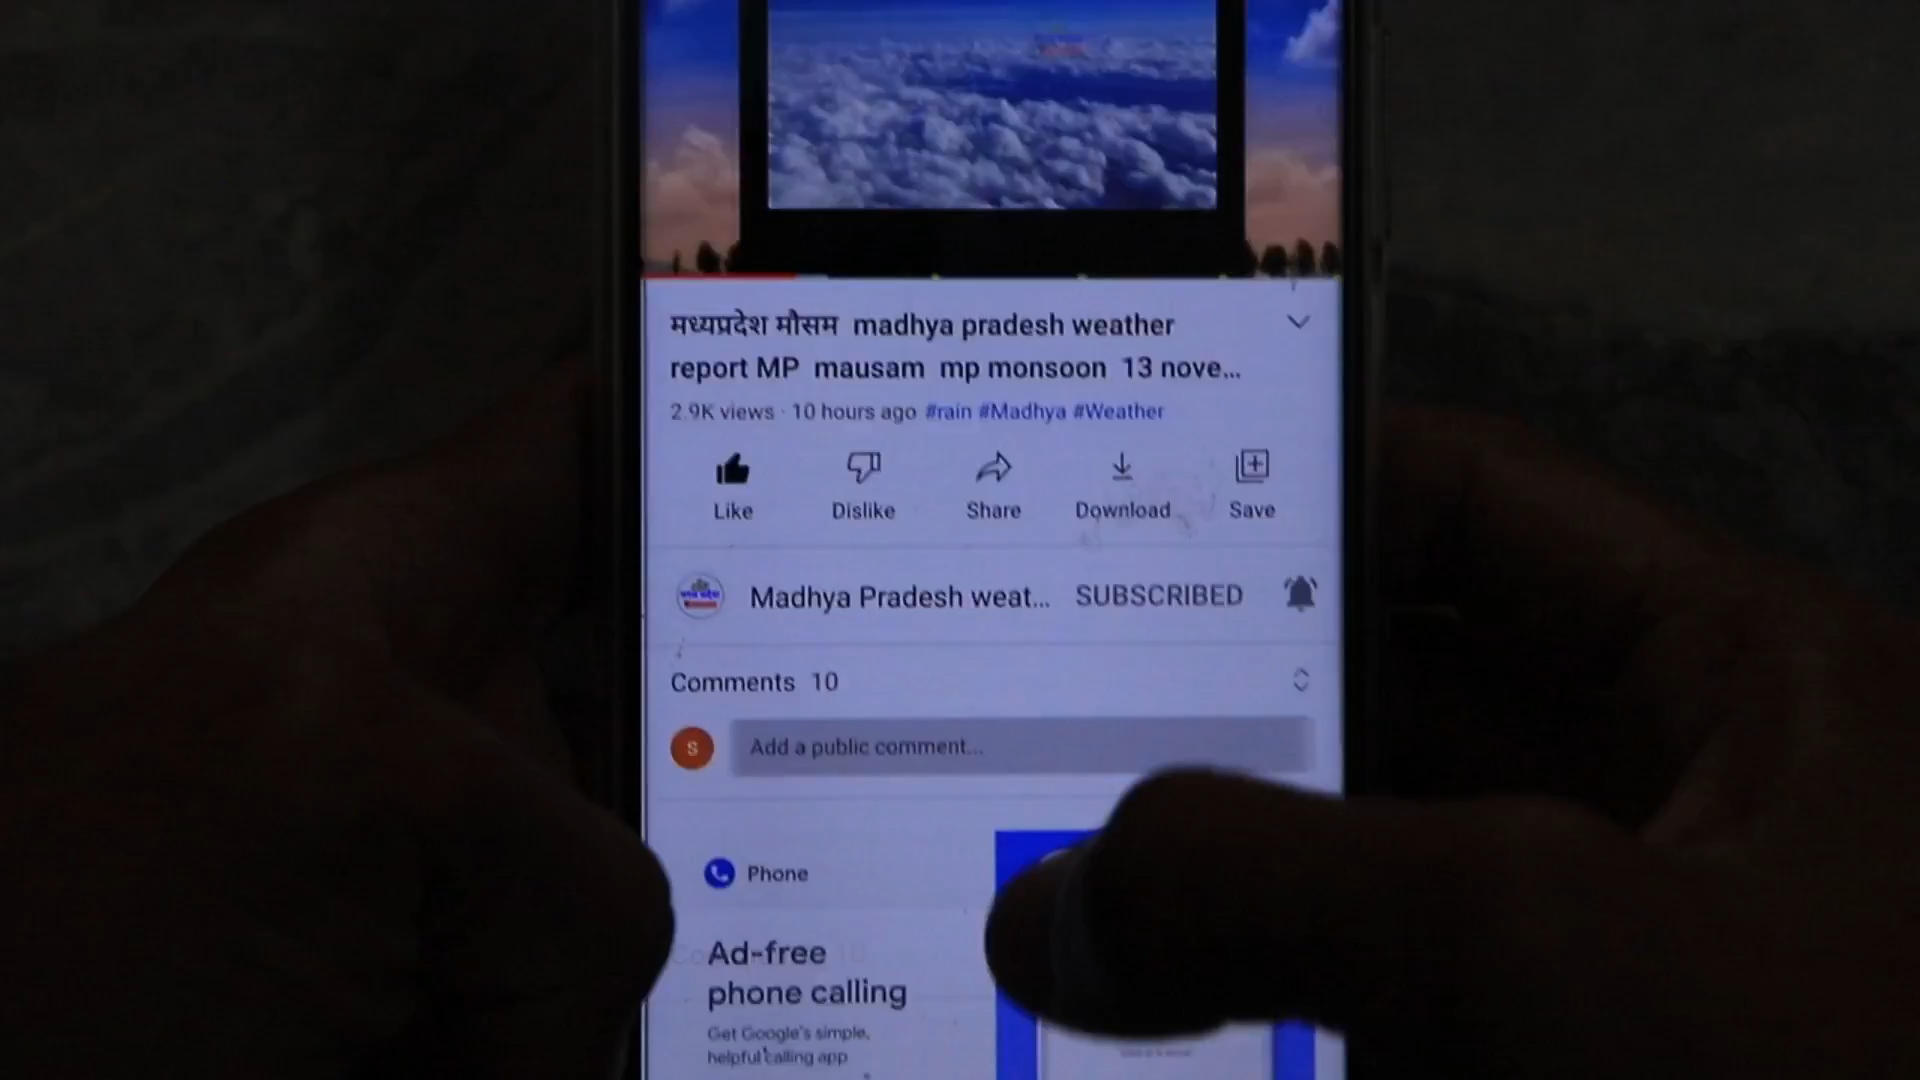 मध्यप्रदेश मौसम madhya pradesh weather
report MP mausam mp monsoon 13 nove...
2.9K views · 10 hours ago #rain #Madhya #Weather
Like Dislike Share Download Save
Madhya Pradesh weat... SUBSCRIBED
Comments 10
S Add a public comment...
Phone
Ad-free
phone calling
Get Google's simple,
helpful calling app